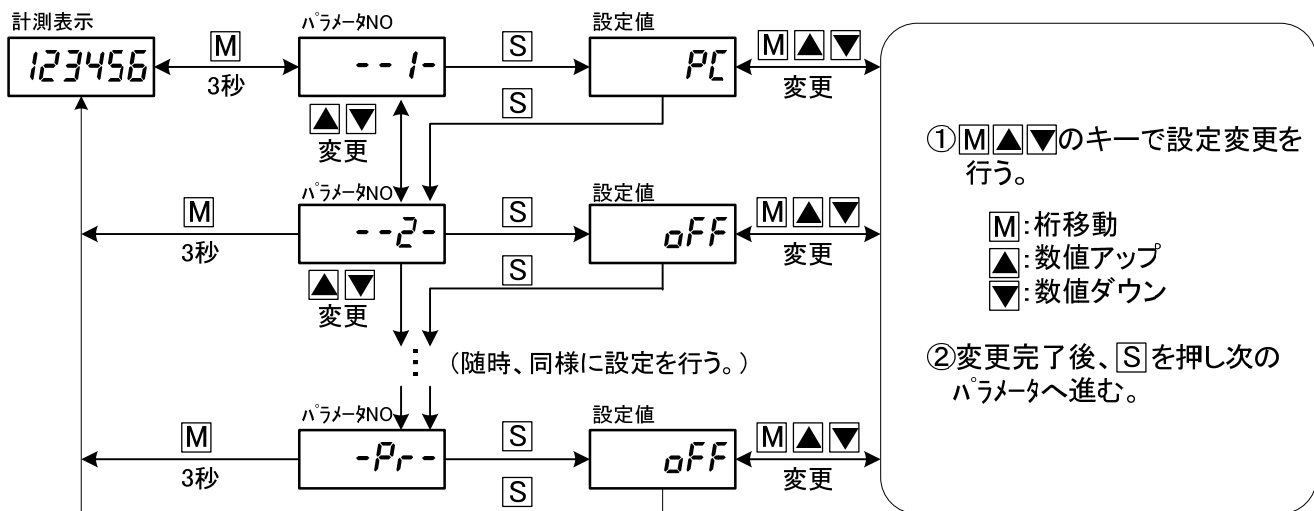 計測表示
パラメータNO
設定値
123456
M
3秒
--1-
S
PC
M▲▼
変更
S
▲▼
変更
パラメータNO
設定値
M
3秒
--2-
S
oFF
M▲▼
変更
S
▲▼
変更
(随時、同様に設定を行う。)
パラメータNO
設定値
M
3秒
-Pr-
S
oFF
M▲▼
変更
S
①M▲▼のキーで設定変更を
行う。
M:桁移動
▲:数値アップ
▼:数値ダウン
②変更完了後、Sを押し次の
パラメータへ進む。